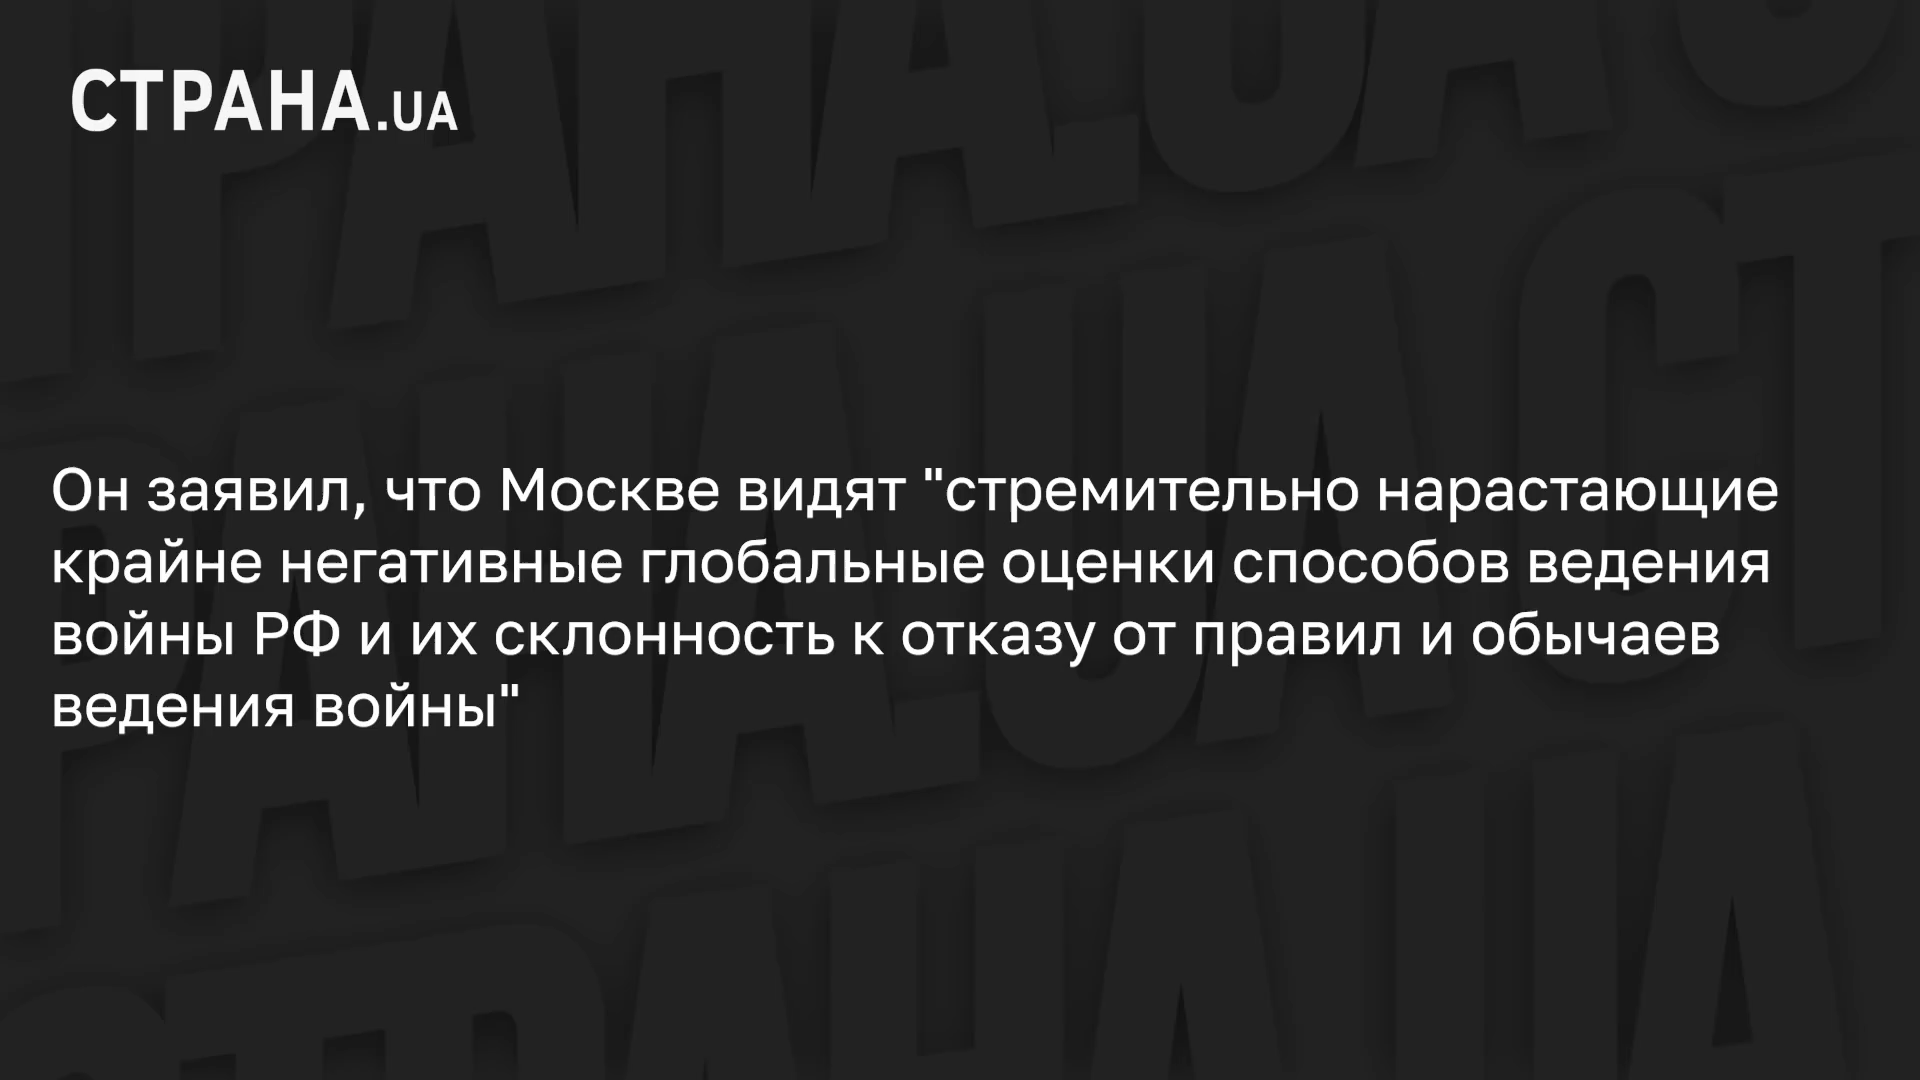 СТРАНА.UA
Он заявил, что Москве видят "стремительно нарастающие
крайне негативные глобальные оценки способов ведения
войны РФ и их склонность к отказу от правил и обычаев
ведения войны"